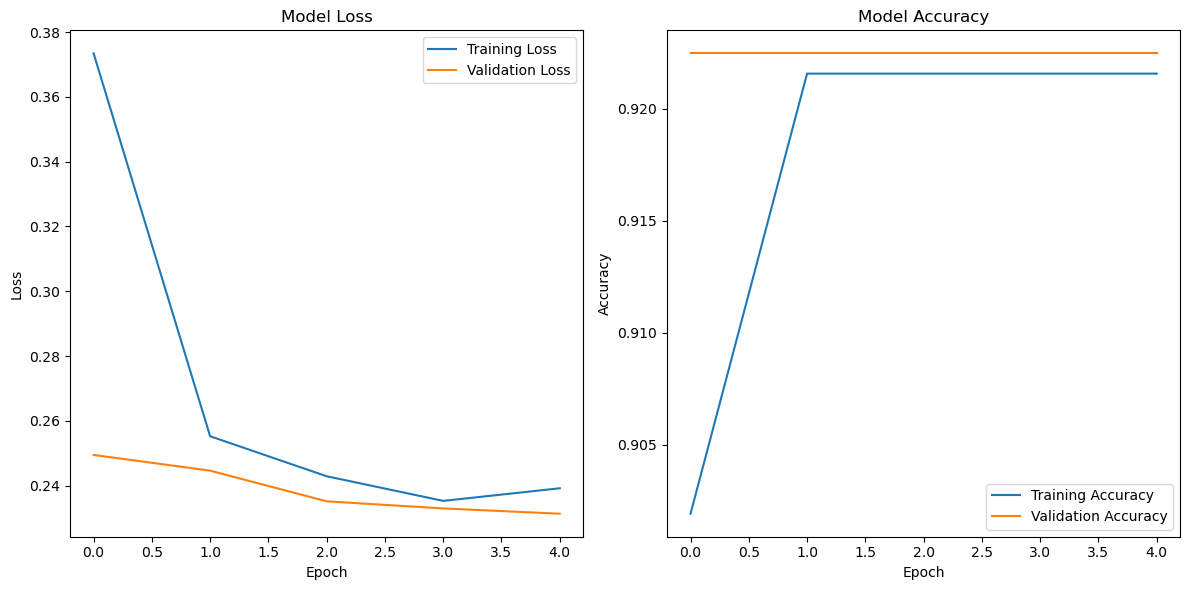 Model Loss
Training Loss
Validation Loss
0.38
0.36
0.34
0.32
0.30
0.28
0.26
0.24
Loss
0.0 0.5 1.0 1.5 2.0 2.5 3.0 3.5 4.0
Epoch
Model Accuracy
0.920
0.915
0.910
0.905
Accuracy
Training Accuracy
Validation Accuracy
0.0 0.5 1.0 1.5 2.0 2.5 3.0 3.5 4.0
Epoch